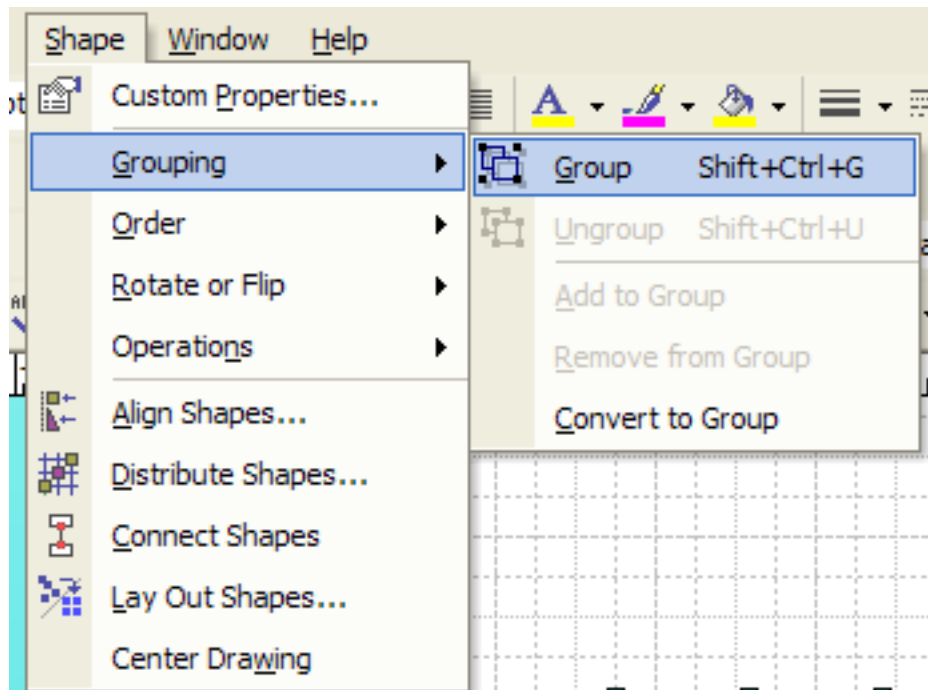 Shape Window Help
Custom Properties...
Grouping
Group Shift+Ctrl+G
Order
Ungroup Shift+Ctrl+U
Rotate or Flip
Add to Group
Operations
Remove from Group
Align Shapes...
Convert to Group
Distribute Shapes...
Connect Shapes
Lay Out Shapes...
Center Drawing